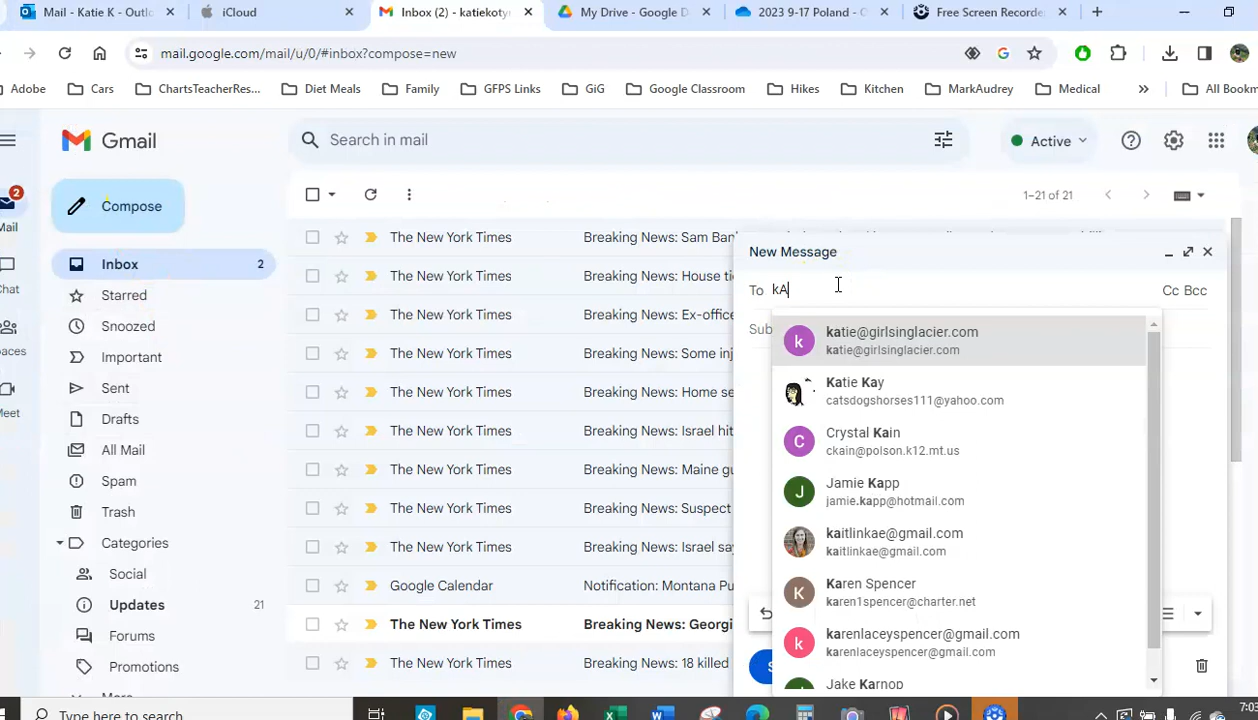 Mail - Katie K - Outlo
iCloud
Inbox (2) - katiekoty
My Drive - Google D
2023 9-17 Poland - O
Free Screen Recorde
mail.google.com/mail/u/0/#inbox?compose=new
Adobe
Cars
ChartsTeacherRes...
Diet Meals
Family
GFPS Links
GiG
Google Classroom
Hikes
Kitchen
MarkAudrey
Medical
All Bookm
Gmail
Search in mail
Active
2
Mail
Compose
1–21 of 21
Inbox 2
The New York Times Breaking News: Sam Ban
New Message
Chat
Starred
The New York Times Breaking News: House ti
To kA
Cc Bcc
Snoozed
The New York Times Breaking News: Ex-office
Sub
paces
Important
The New York Times Breaking News: Some inj
Meet
Sent
The New York Times Breaking News: Home se
Drafts
The New York Times Breaking News: Israel hit
All Mail
The New York Times Breaking News: Maine gu
Spam
The New York Times Breaking News: Suspect
Trash
The New York Times Breaking News: Israel say
Categories
Social
Google Calendar Notification: Montana Pu
Updates 21
The New York Times Breaking News: Georgi
Forums
The New York Times Breaking News: 18 killed
Promotions
More
k
katie@girlsinglacier.com
katie@girlsinglacier.com
Katie Kay
catsdogshorses111@yahoo.com
C
Crystal Kain
ckain@polson.k12.mt.us
J
Jamie Kapp
jamie.kapp@hotmail.com
kaitlinkae@gmail.com
kaitlinkae@gmail.com
K
Karen Spencer
karen1spencer@charter.net
k
karenlaceyspencer@gmail.com
karenlaceyspencer@gmail.com
Jake Karnop
S
Type here to search